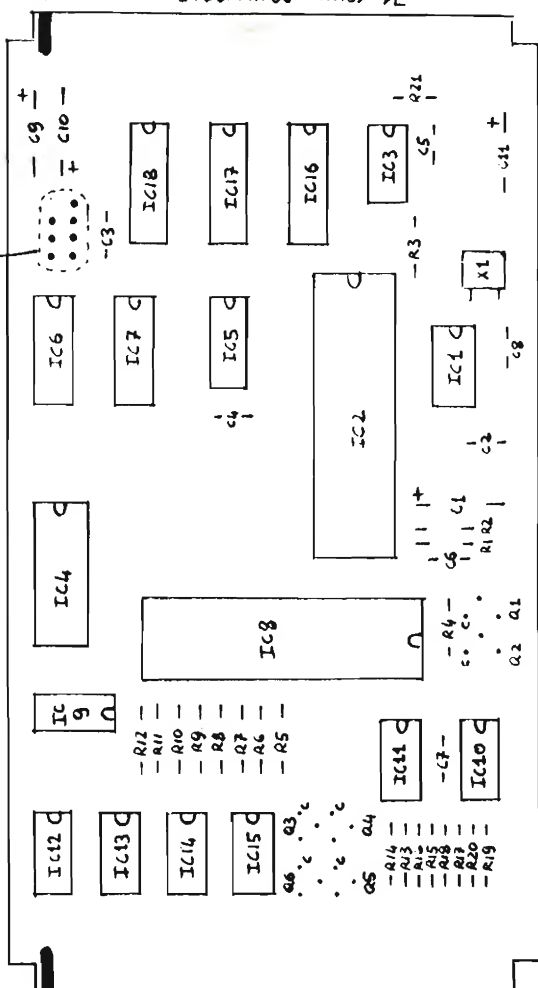 C9 +
+ C10
C3
IC18
IC17
IC16
IC3
R21
C5
C11 +
R3
X1
IC6
IC7
IC5
IC1
C8
C4
IC2
C2
+
C1
C6
R1 R2
IC4
IC8
R4
c
c
Q1
Q2
IC
9
R12
R11
R10
R9
R8
R7
R6
R5
IC11
C7
IC10
IC12
IC13
IC14
IC15
Q3
c
c
Q4
Q6
c
c
Q5
R14
R13
R16
R15
R18
R17
R20
R19